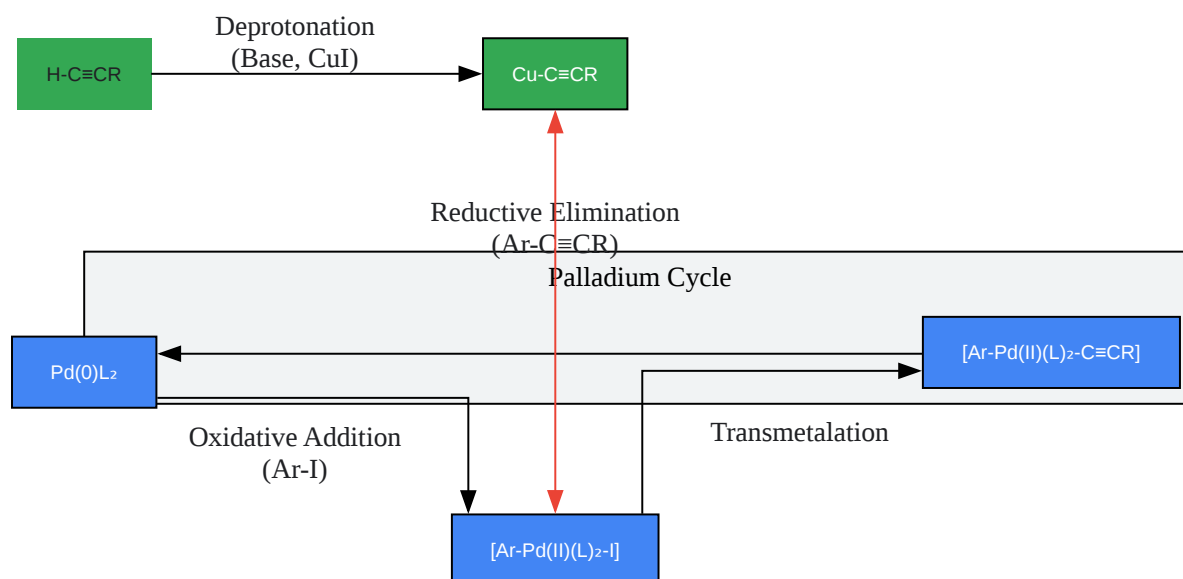 Deprotonation
(Base, CuI)
H-C≡CR
Cu-C≡CR
Reductive Elimination
(Ar-C≡CR)
Palladium Cycle
[Ar-Pd(II)(L)₂-C≡CR]
Pd(0)L₂
Oxidative Addition
(Ar-I)
Transmetalation
[Ar-Pd(II)(L)₂-I]